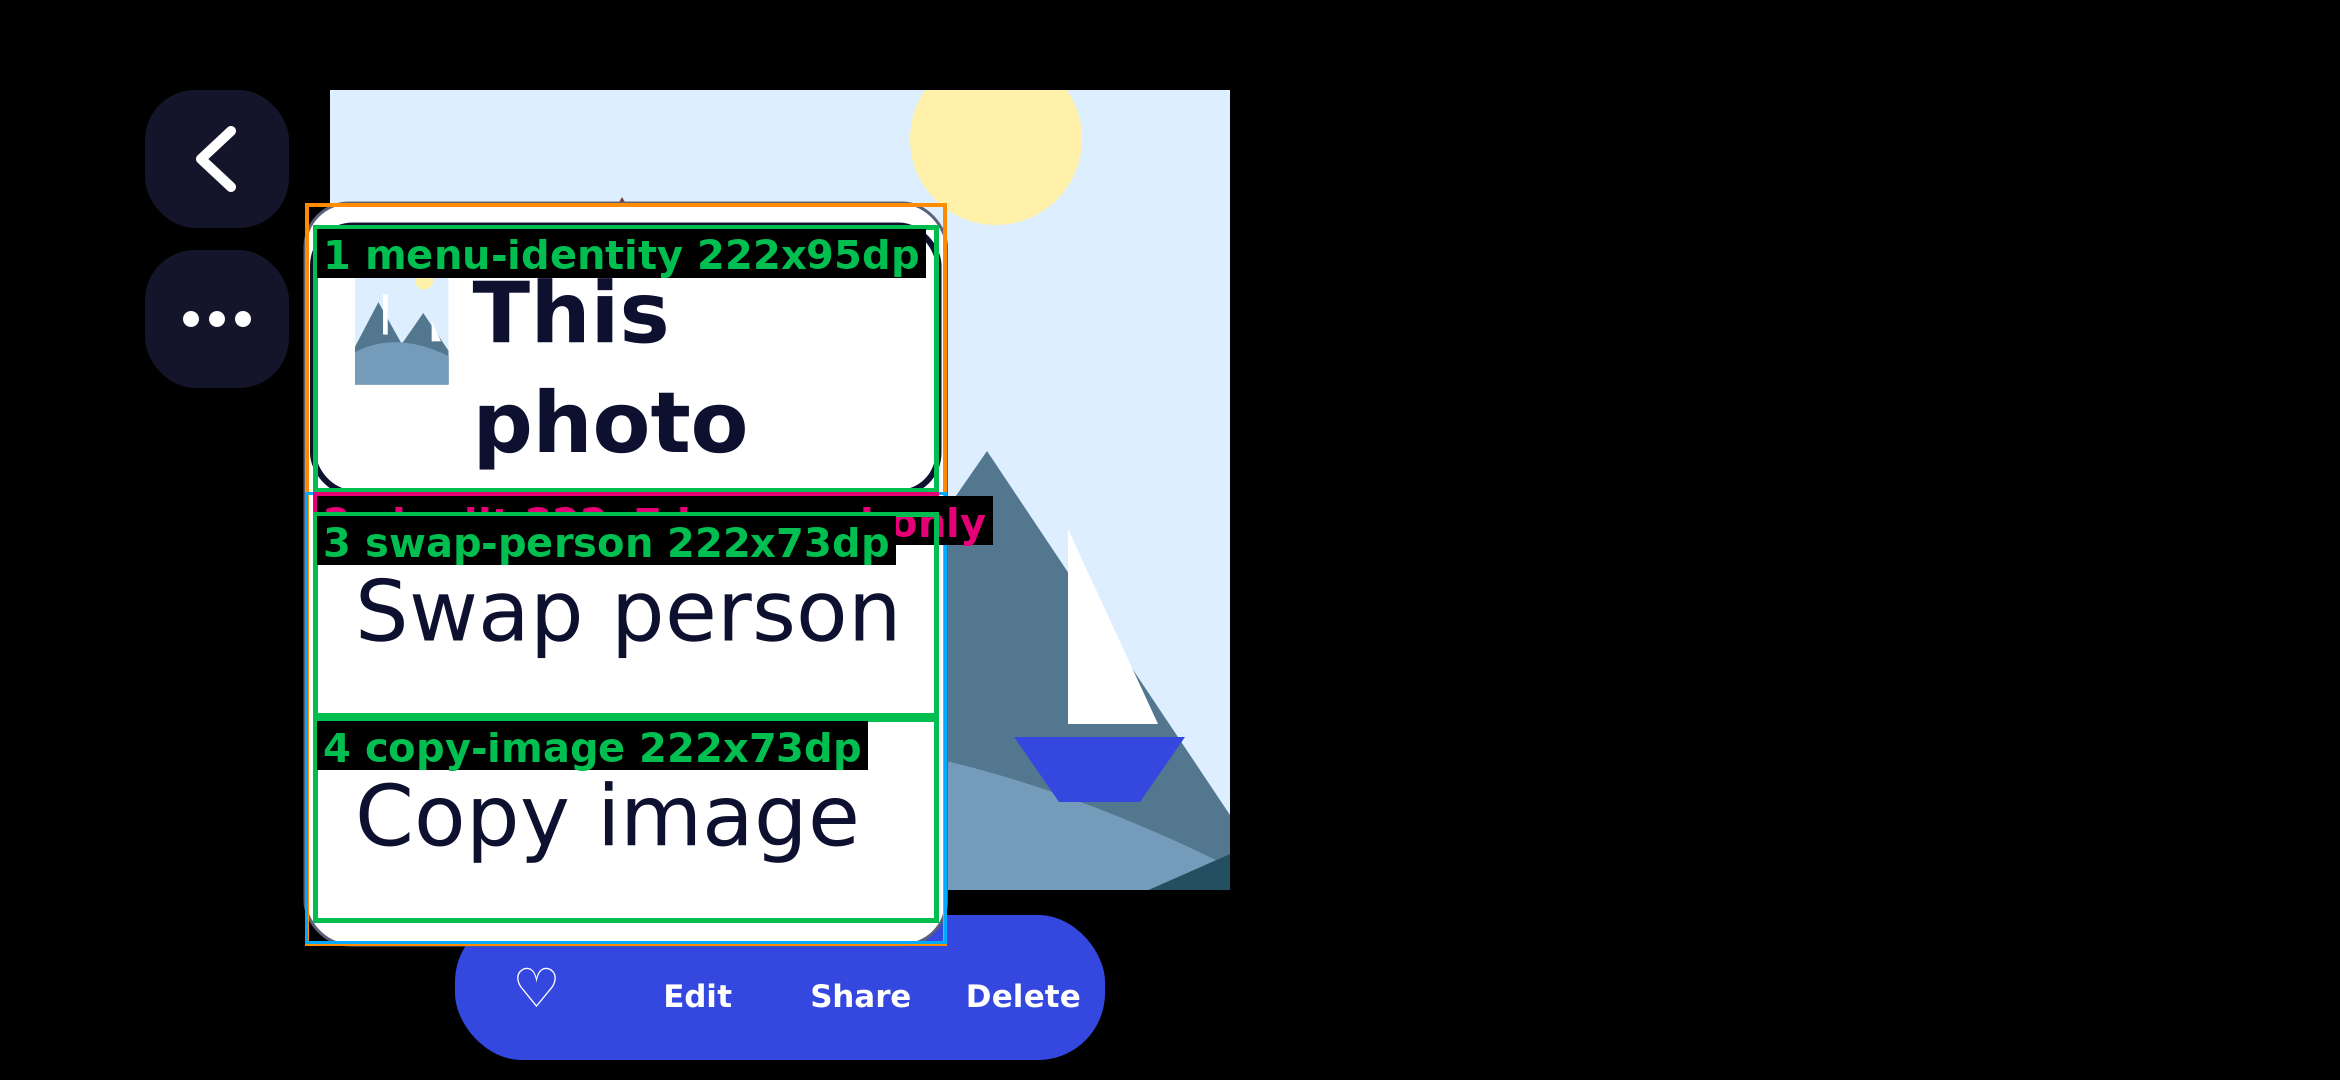 1 menu-identity 222x95dp
This
photo
only
3 swap-person 222x73dp
Swap person
4 copy-image 222x73dp
Copy image
Edit
Share
Delete